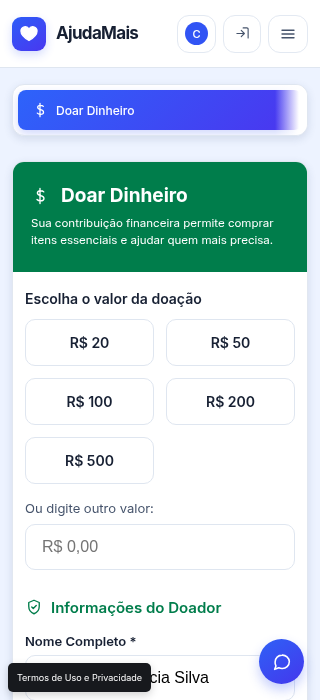 AjudaMais
C
Doar Dinheiro
Doar Dinheiro
Sua contribuição financeira permite comprar
itens essenciais e ajudar quem mais precisa.
Escolha o valor da doação
R$ 20
R$ 50
R$ 100
R$ 200
R$ 500
Ou digite outro valor:
R$ 0,00
Informações do Doador
Nome Completo *
Silva
Termos de Uso e Privacidade